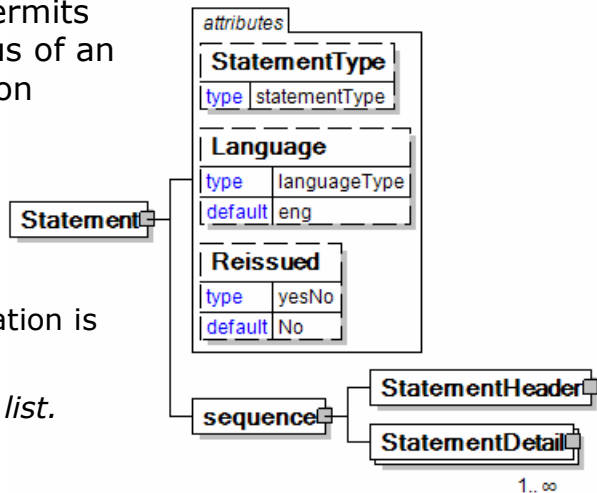 ermits
us of an
on
ation is
list.
attributes
StatementType
type statementType
Language
type languageType
default eng
Reissued
type yesNo
default No
Statement
sequence
StatementHeader
StatementDetail
1.. ∞